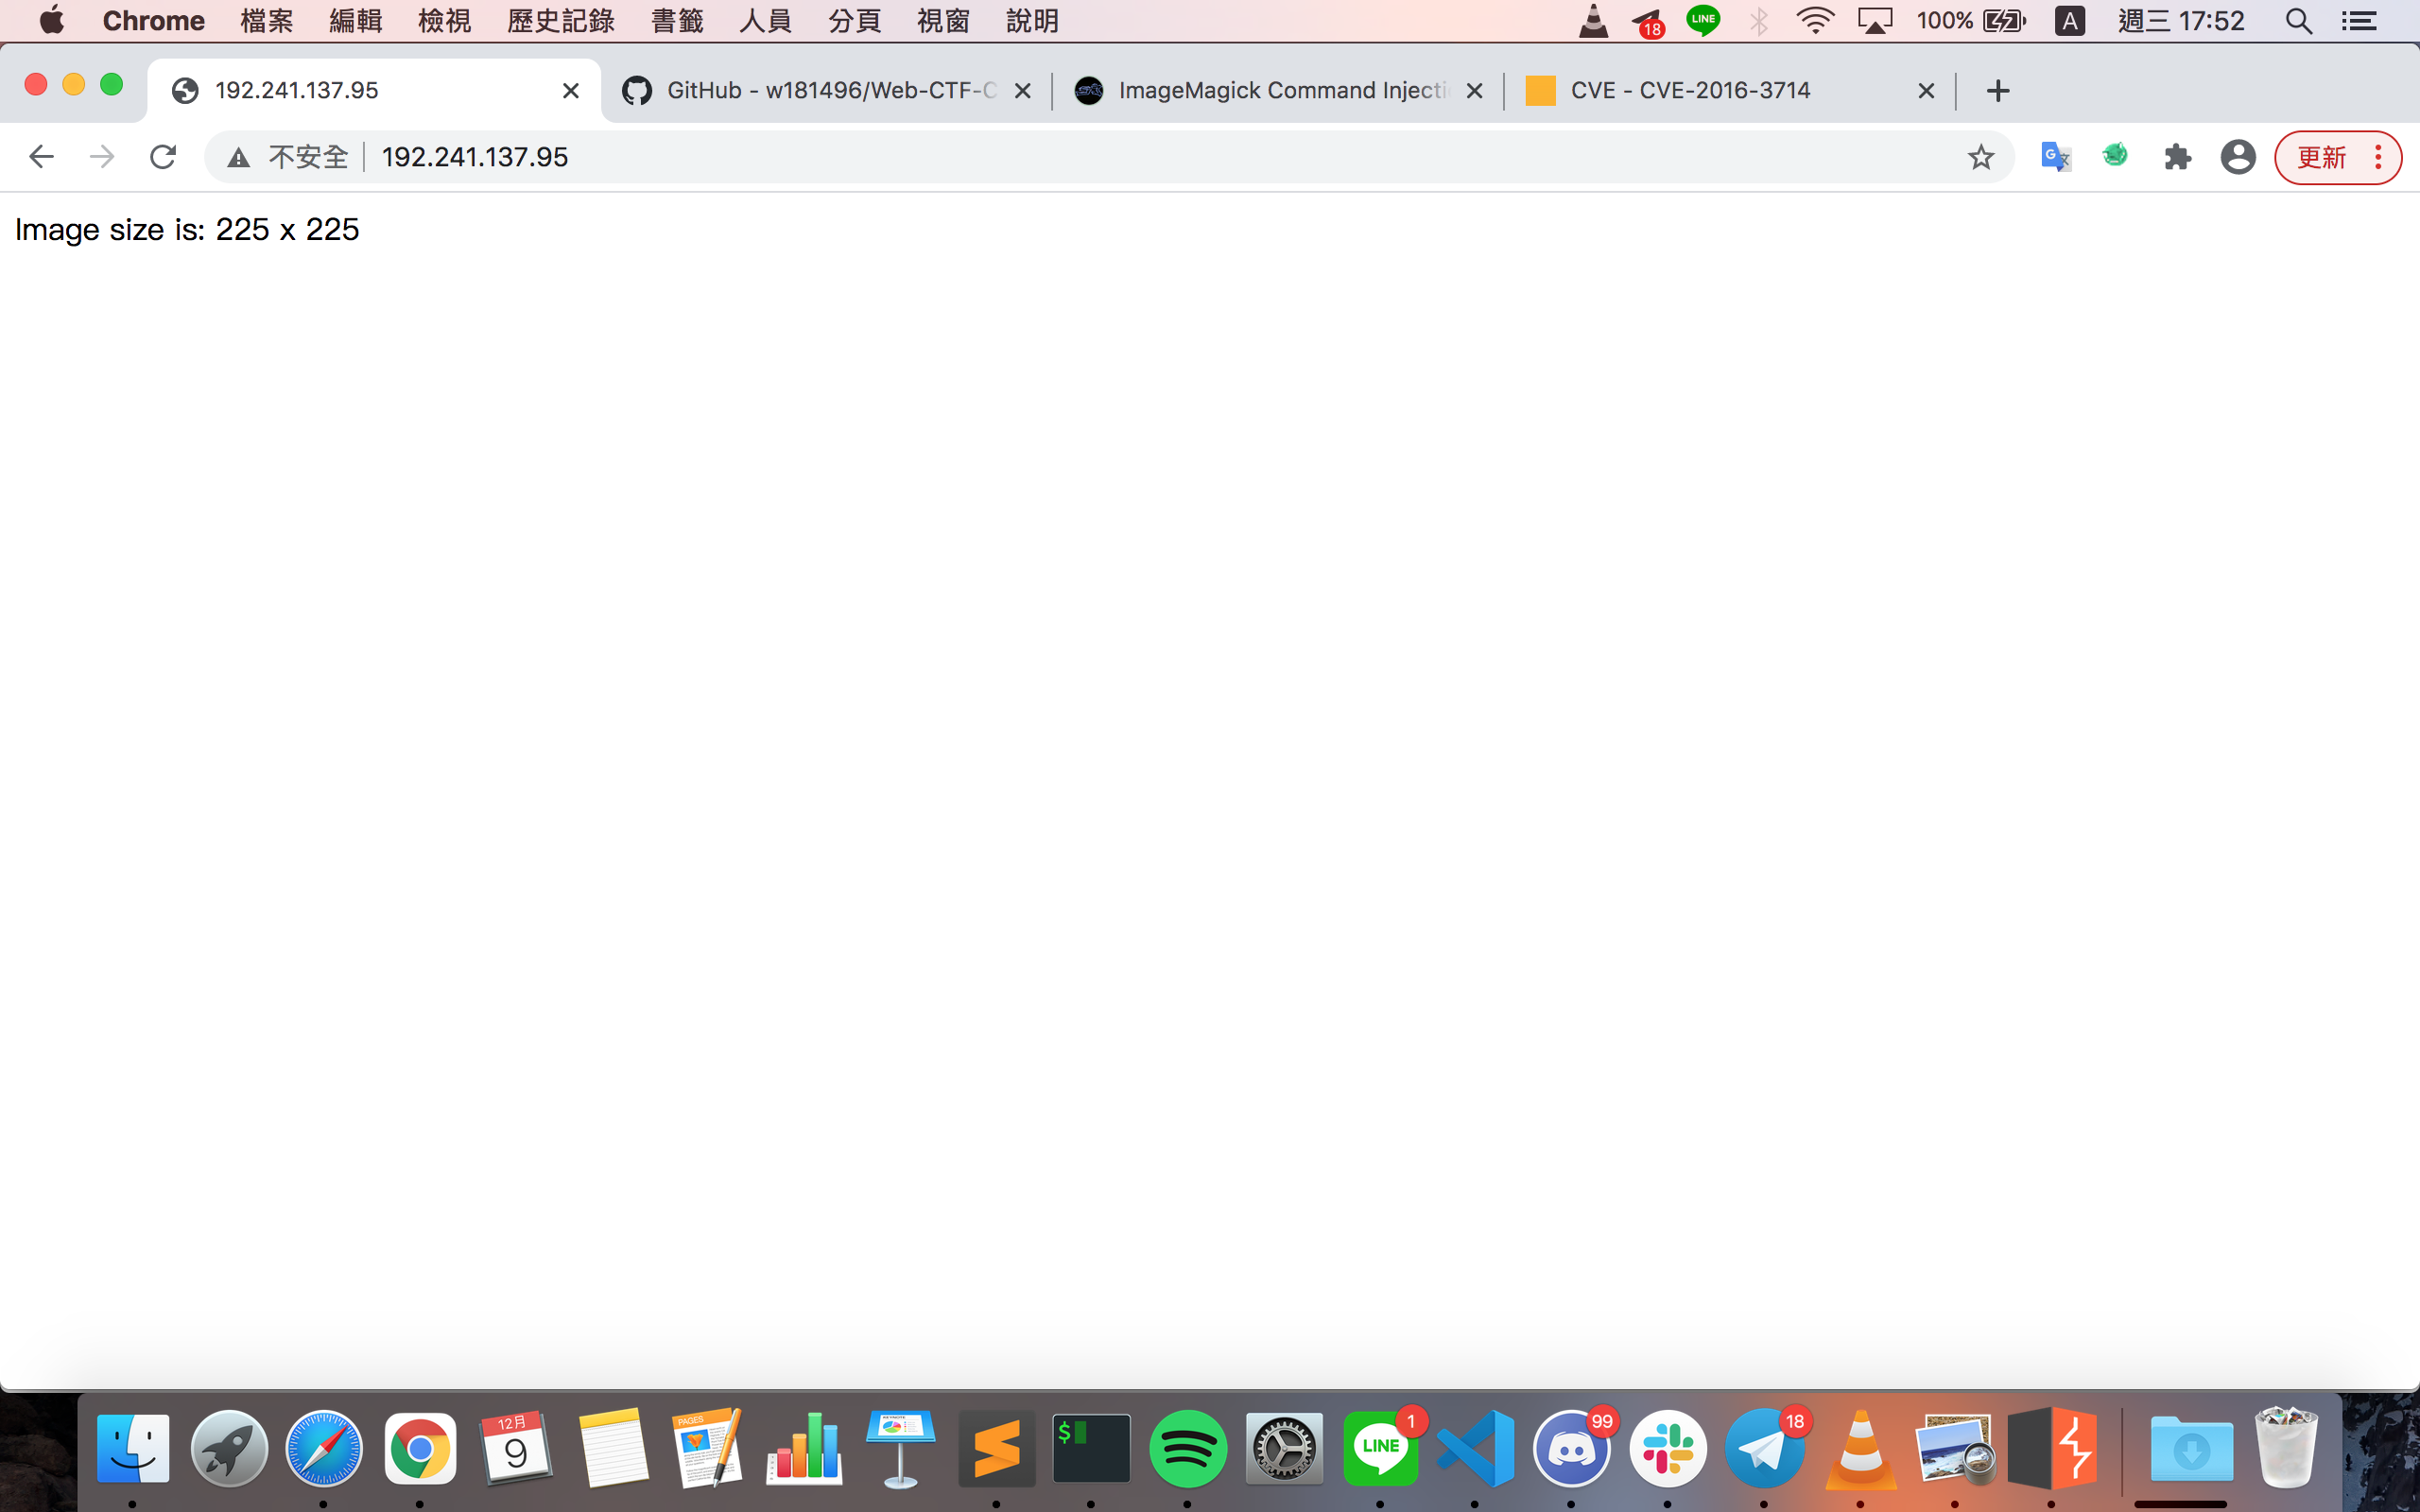 Chrome 檔案 編輯 檢視 歷史記錄 書籤 人員 分頁 視窗 說明 18 LINE 100% A 週三 17:52
192.241.137.95 GitHub - w181496/Web-CTF-C ImageMagick Command Injecti CVE - CVE-2016-3714
不安全 192.241.137.95 更新
Image size is: 225 x 225
12月 9 PAGES KEYNOTE $ LINE 1 99 18